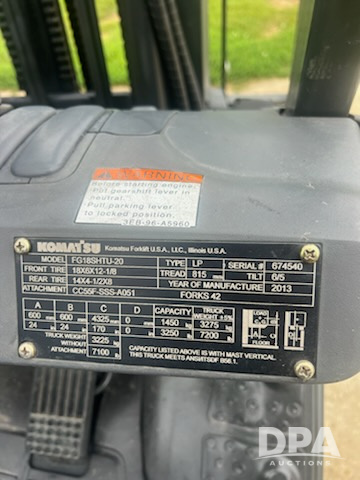 WARNING
Before starting engine:
Put gearshift lever in
neutral position.
Pull parking lever
to locked position.
3EB-96-A5960
KOMATSU Komatsu Forklift U.S.A., LLC., Illinois U.S.A.
MODEL FG18SHTU-20 TYPE LP SERIAL # 674540
FRONT TIRE 18X6X12-1/8 TREAD 815 mm TILT 6/5
REAR TIRE 14X4-1/2X8 YEAR OF MANUFACTURE 2013
ATTACHMENT CC55F-SSS-A051 FORKS 42
A B C D CAPACITY TRUCK WEIGHT ±5%
600 mm 600 mm 4325 mm 0 mm 1450 kg 3275 kg
24 in 24 in 170 in 0 in 3250 lb 7200 lb
TRUCK WEIGHT WITHOUT ATTACHMENT 3225 kg 7100 lb
CAPACITY LISTED ABOVE IS WITH MAST VERTICAL
THIS TRUCK MEETS ANSI/ITSDF B56.1.
LOAD
FLOOR
DPA
AUCTIONS